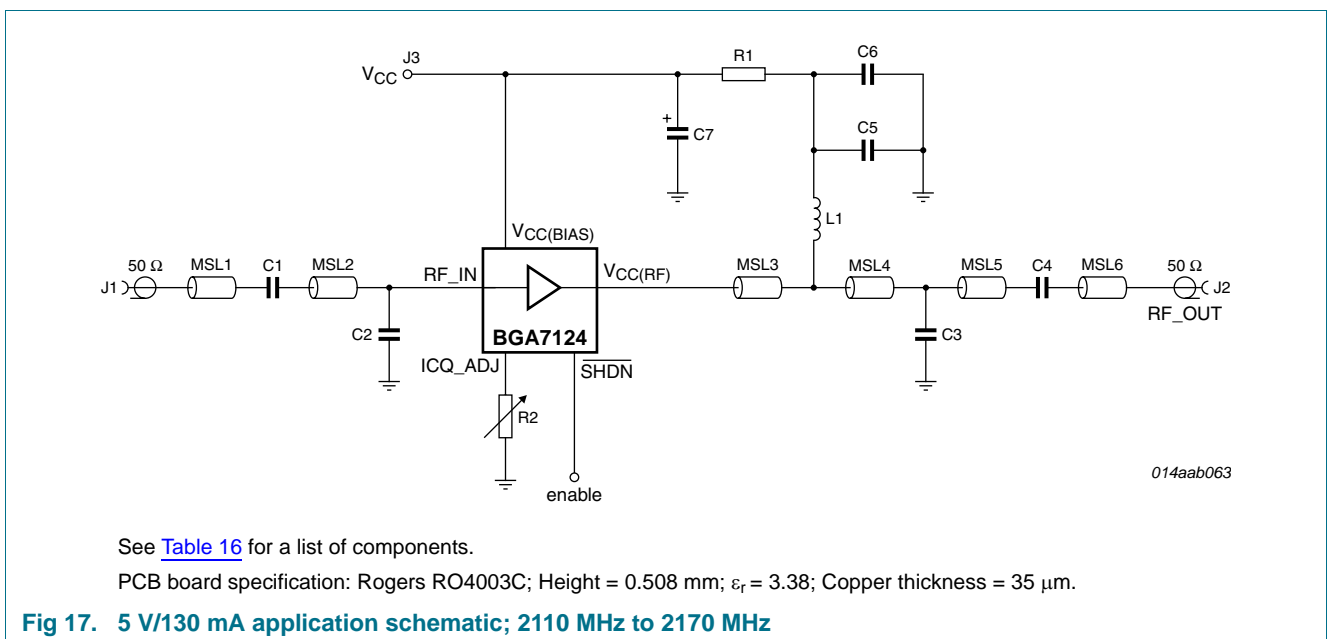 J3
VCC
R1
C6
C5
+
C7
L1
VCC(BIAS)
50 Ω
MSL1
C1
MSL2
RF_IN
VCC(RF)
MSL3
MSL4
MSL5
C4
MSL6
50 Ω
J1
J2
RF_OUT
C2
BGA7124
C3
ICQ_ADJ
SHDN
R2
enable
014aab063
See Table 16 for a list of components.
PCB board specification: Rogers RO4003C; Height = 0.508 mm; εr = 3.38; Copper thickness = 35 μm.
Fig 17. 5 V/130 mA application schematic; 2110 MHz to 2170 MHz